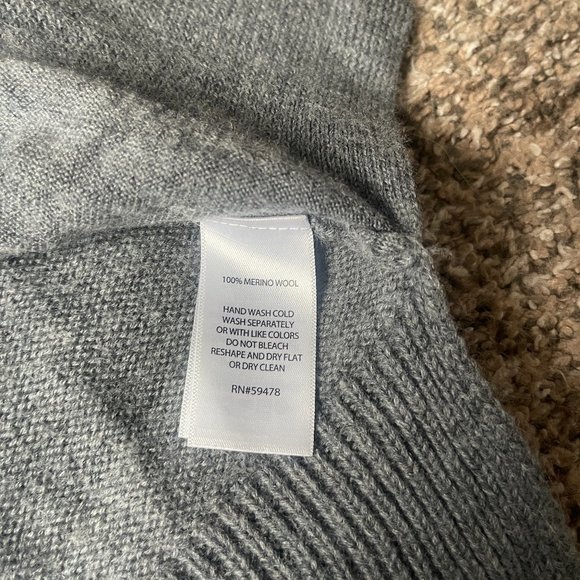 100% MERINO WOOL
HAND WASH COLD
WASH SEPARATELY
OR WITH LIKE COLORS
DO NOT BLEACH
RESHAPE AND DRY FLAT
OR DRY CLEAN
RN#59478